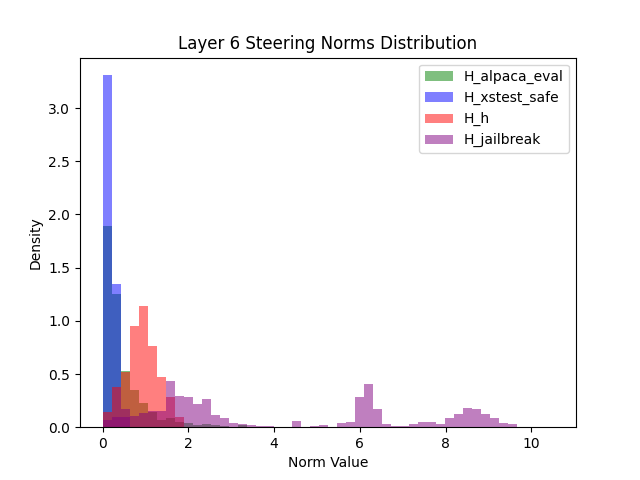 Layer 6 Steering Norms Distribution
H_alpaca_eval
H_xstest_safe
H_h
H_jailbreak
Density
3.0
2.5
2.0
1.5
1.0
0.5
0.0
0 2 4 6 8 10
Norm Value